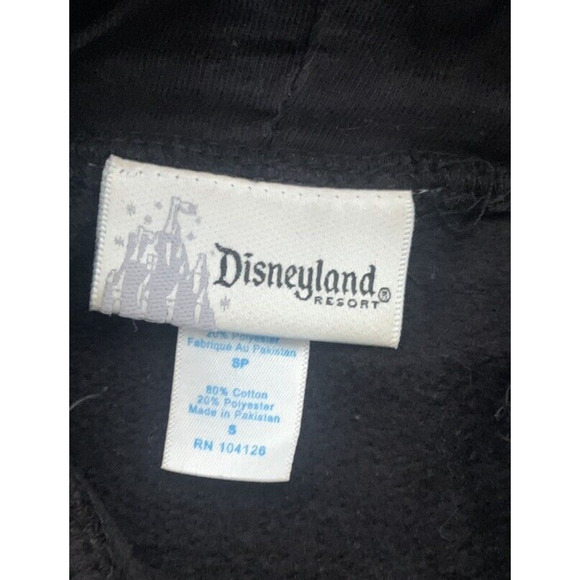 Disneyland®
RESORT
20% Polyester
Fabriqué Au Pakistan
SP
80% Cotton
20% Polyester
Made in Pakistan
S
RN 104126